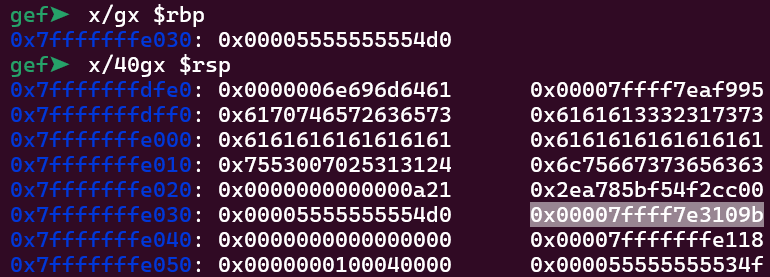 gef➤ x/gx $rbp
0x7fffffffe030: 0x00005555555554d0
gef➤ x/40gx $rsp
0x7fffffffdfe0: 0x0000006e696d6461 0x00007ffff7eaf995
0x7fffffffdff0: 0x6170746572636573 0x6161613332317373
0x7fffffffe000: 0x6161616161616161 0x6161616161616161
0x7fffffffe010: 0x7553007025313124 0x6c75667373656363
0x7fffffffe020: 0x0000000000000a21 0x2ea785bf54f2cc00
0x7fffffffe030: 0x00005555555554d0 0x00007ffff7e3109b
0x7fffffffe040: 0x0000000000000000 0x00007fffffffe118
0x7fffffffe050: 0x0000000100040000 0x000055555555534f